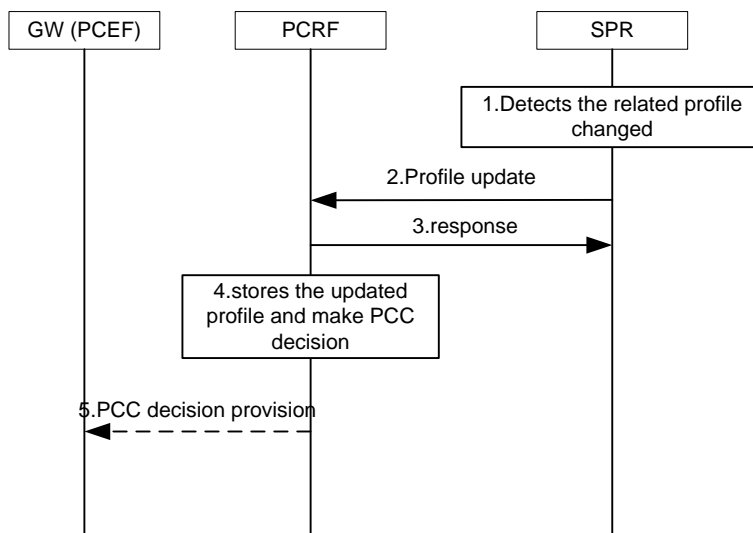 GW (PCEF)
PCRF
SPR
1.Detects the related profile
changed
2.Profile update
3.response
4.stores the updated
profile and make PCC
decision
5.PCC decision provision